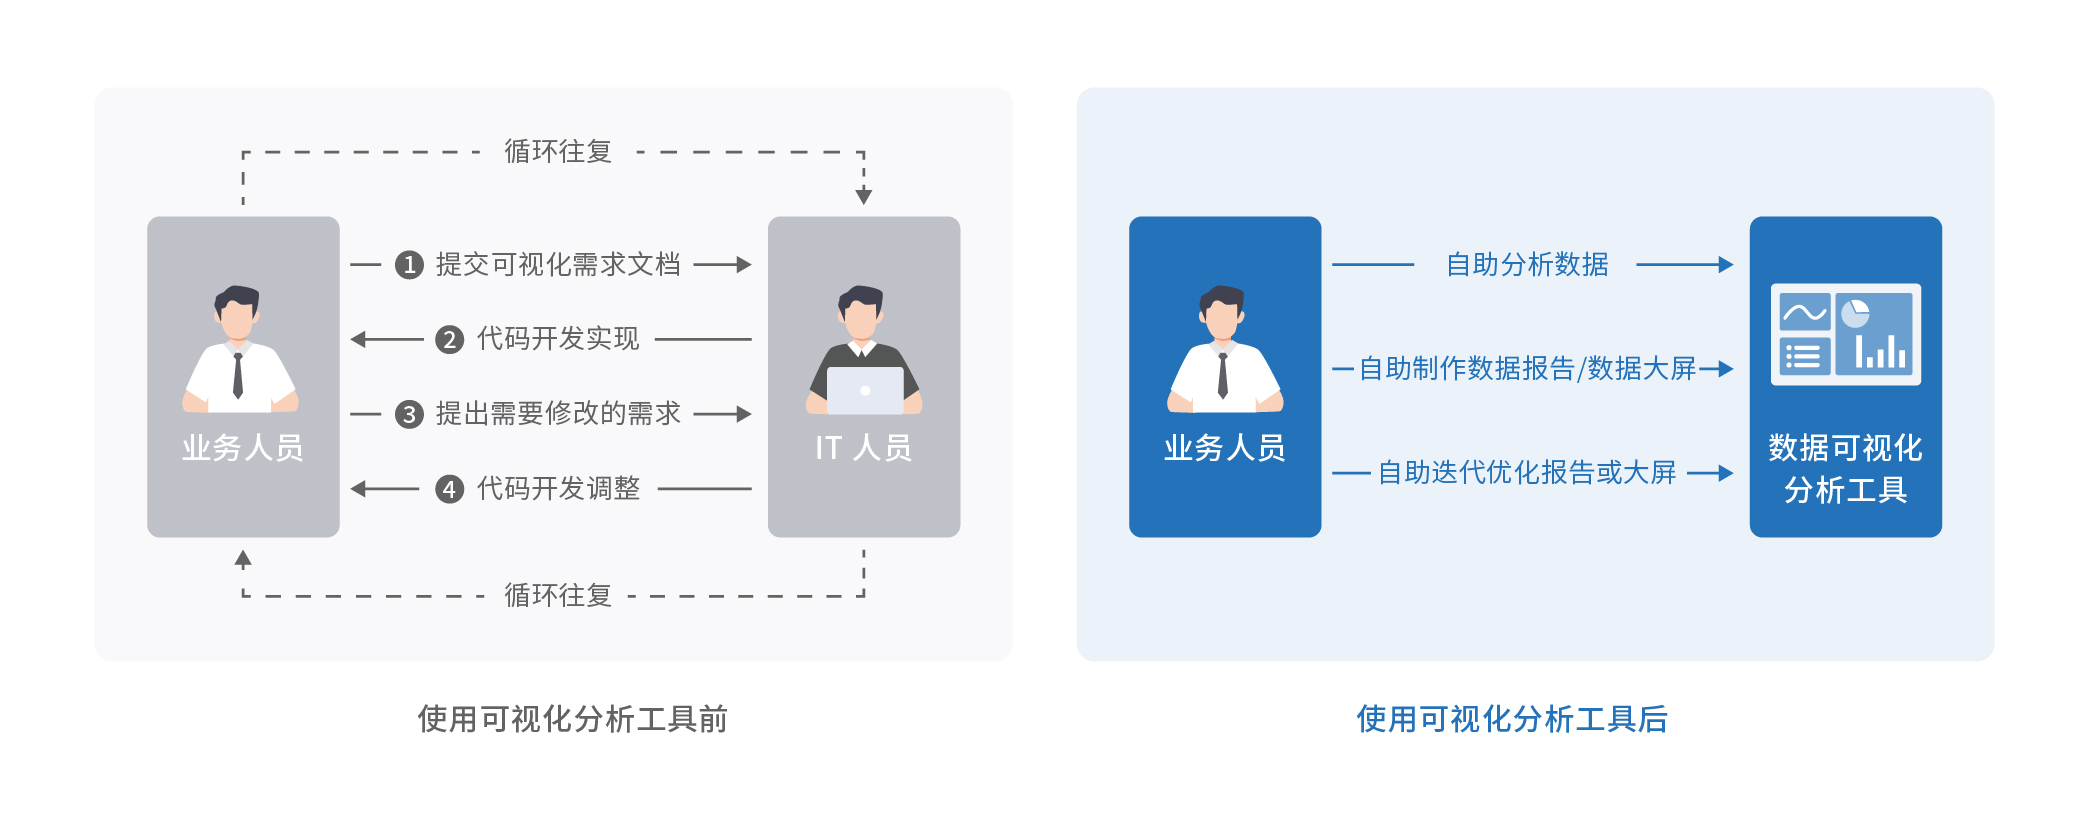 循环往复
1 提交可视化需求文档
2 代码开发实现
3 提出需要修改的需求
4 代码开发调整
业务人员
IT 人员
循环往复
使用可视化分析工具前
自助分析数据
自助制作数据报告/数据大屏
自助迭代优化报告或大屏
业务人员
数据可视化
分析工具
使用可视化分析工具后